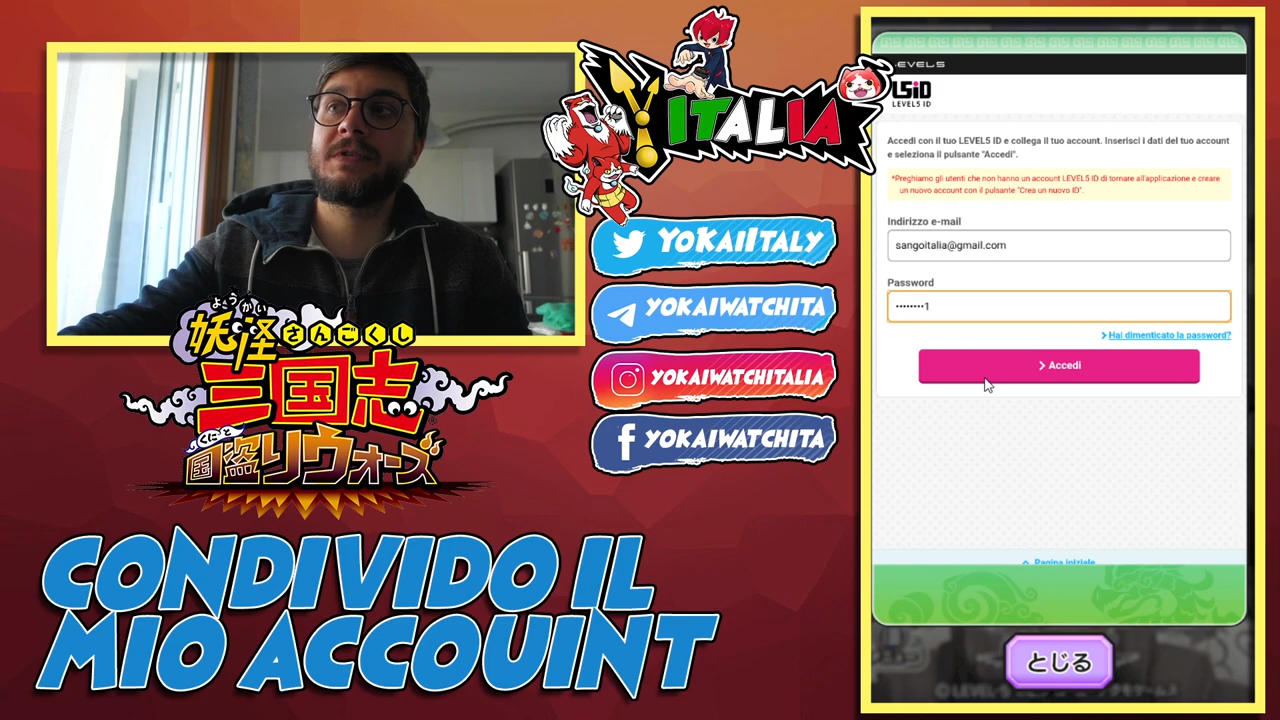 ITALIA
YOKAIITALY
YOKAIWATCHITA
YOKAIWATCHITALIA
YOKAIWATCHITA
ようかい
妖怪
さんごくし
三国志
くにと
国盗りウォーズ
CONDIVIDO IL
MIO ACCOUINT
LEVEL5
L5iD
LEVEL5 ID
Accedi con il tuo LEVEL5 ID e collega il tuo account. Inserisci i dati del tuo account
e seleziona il pulsante "Accedi".
*Preghiamo gli utenti che non hanno un account LEVEL5 ID di tornare all'applicazione e creare
un nuovo account con il pulsante "Crea un nuovo ID".
Indirizzo e-mail
sangoitalia@gmail.com
Password
••••••••1
Hai dimenticato la password?
Accedi
Pagina iniziale
とじる